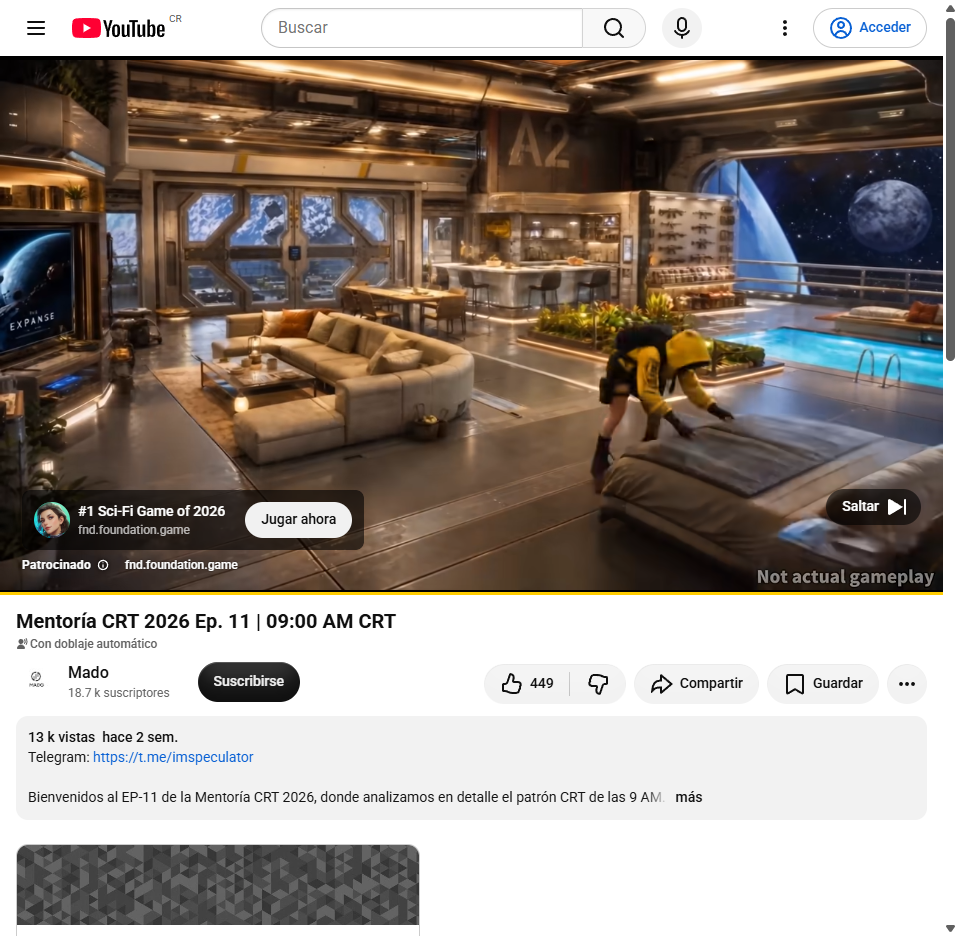 YouTube CR
Buscar
Acceder
A2
THE EXPANSE
#1 Sci-Fi Game of 2026
fnd.foundation.game
Jugar ahora
Saltar
Patrocinado
fnd.foundation.game
Not actual gameplay
Mentoría CRT 2026 Ep. 11 | 09:00 AM CRT
Con doblaje automático
MADO
Mado
18.7 k suscriptores
Suscribirse
449
Compartir
Guardar
13 k vistas hace 2 sem.
Telegram: https://t.me/imspeculator
Bienvenidos al EP-11 de la Mentoría CRT 2026, donde analizamos en detalle el patrón CRT de las 9 AM. más